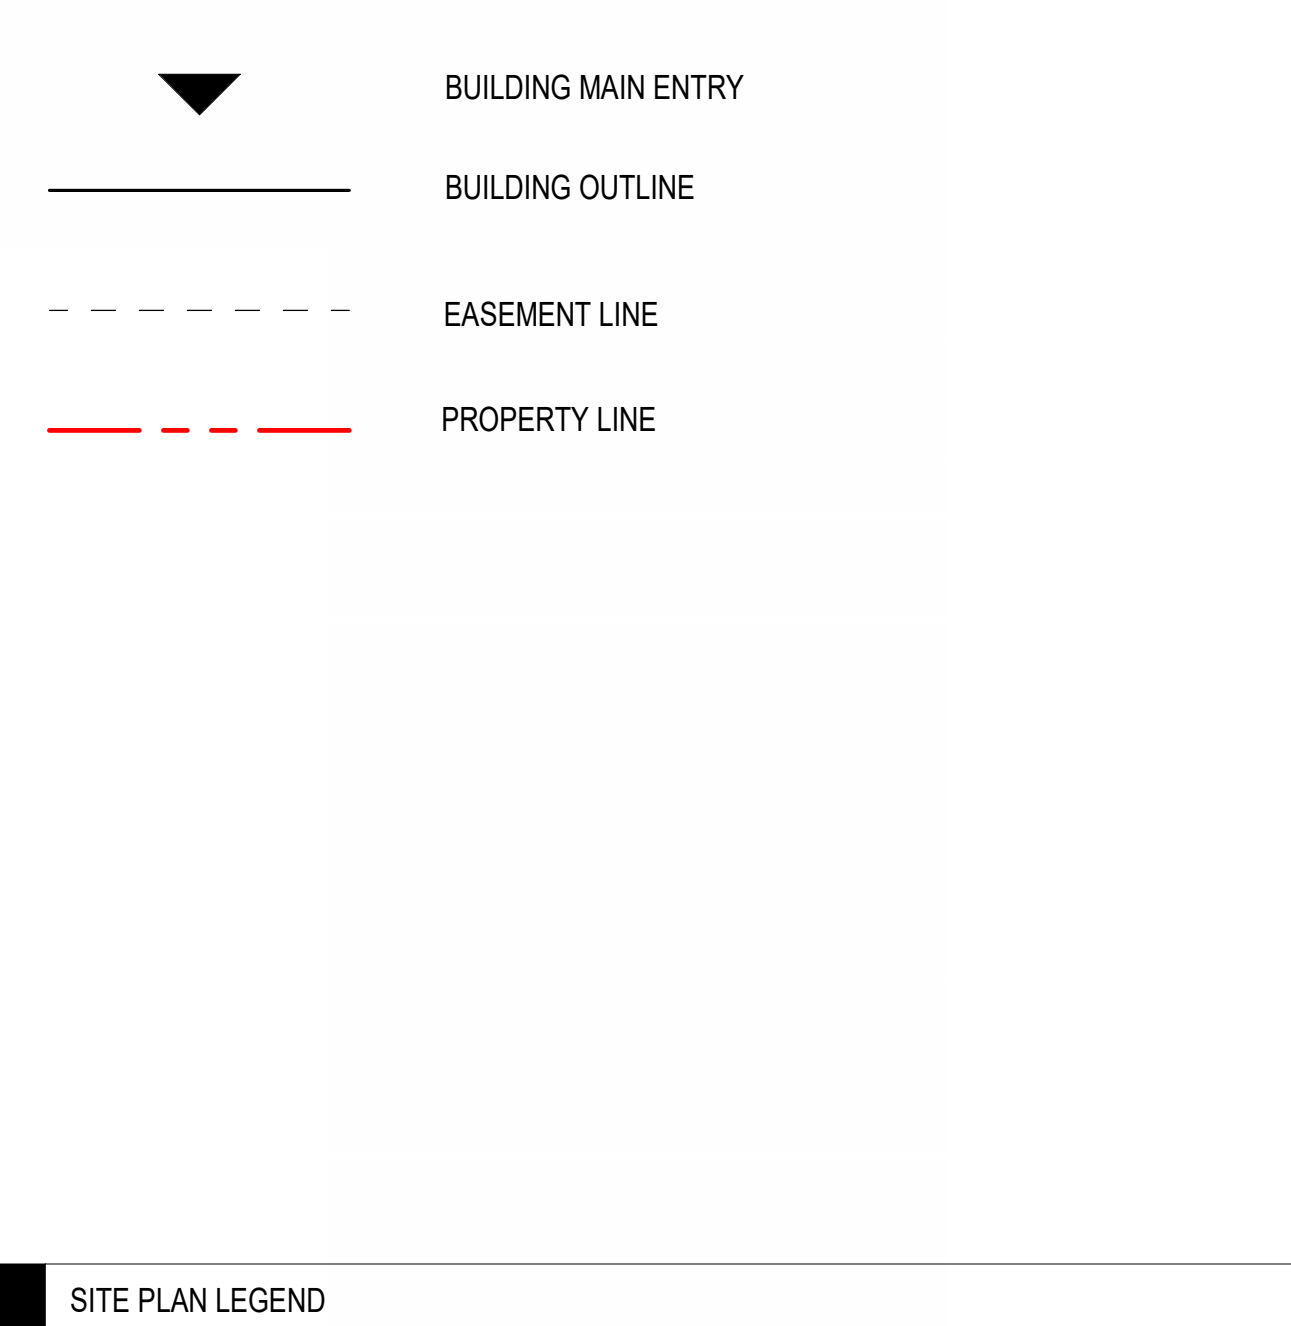 BUILDING MAIN ENTRY
BUILDING OUTLINE
EASEMENT LINE
PROPERTY LINE
SITE PLAN LEGEND